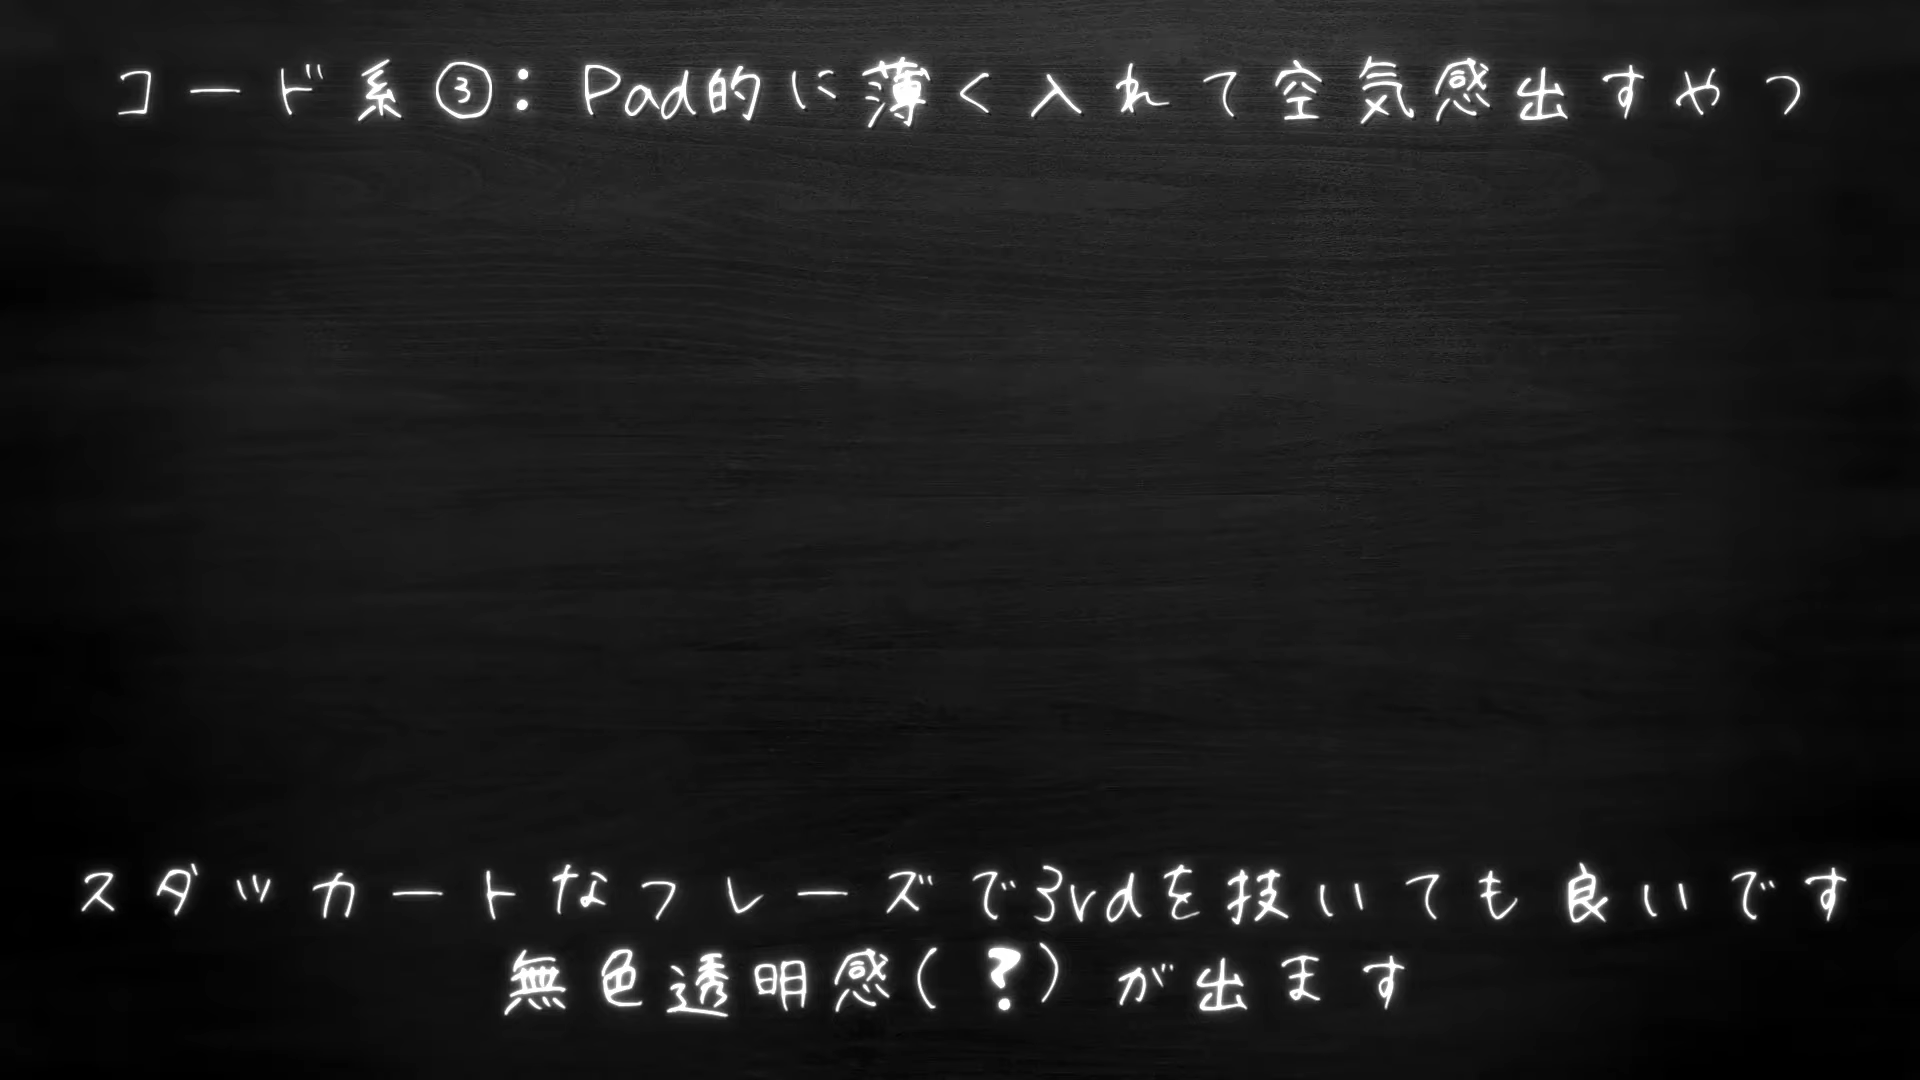 コード系③：Pad的に薄く入れて空気感出すやつ
スダッカートなフレーズで3rdを技いても良いです
無色透明感(？)が出ます